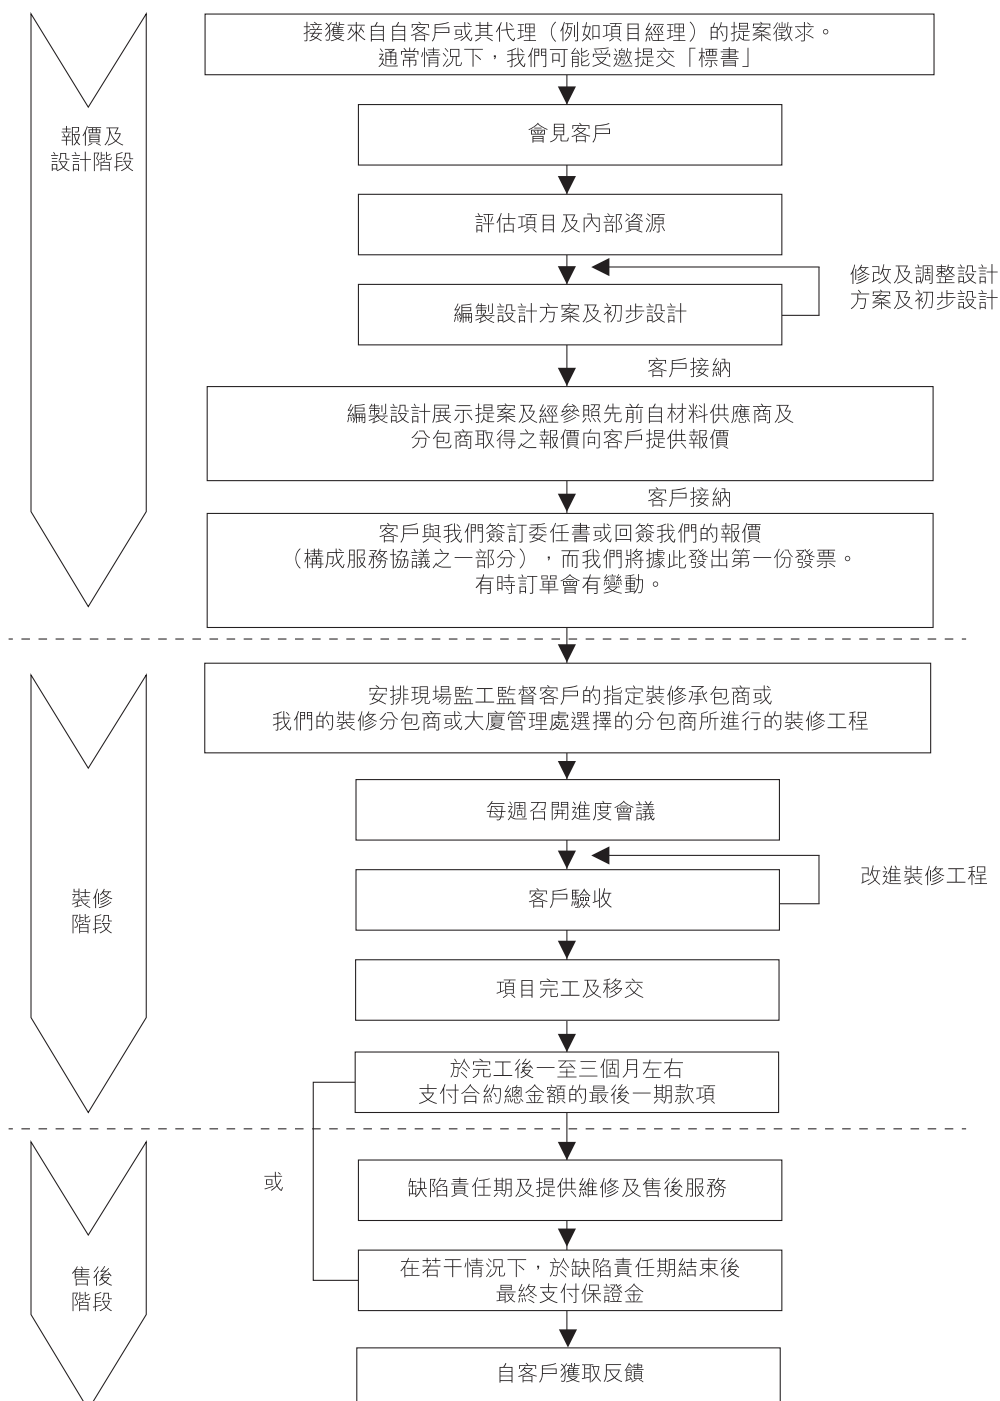 接獲來自自客戶或其代理（例如項目經理）的提案徵求。
通常情況下，我們可能受邀提交「標書」
報價及
設計階段
會見客戶
評估項目及內部資源
修改及調整設計
方案及初步設計
編製設計方案及初步設計
客戶接納
編製設計展示提案及經參照先前自材料供應商及
分包商取得之報價向客戶提供報價
客戶接納
客戶與我們簽訂委任書或回簽我們的報價
（構成服務協議之一部分），而我們將據此發出第一份發票。
有時訂單會有變動。
安排現場監工監督客戶的指定裝修承包商或
我們的裝修分包商或大廈管理處選擇的分包商所進行的裝修工程
每週召開進度會議
改進裝修工程
裝修
階段
客戶驗收
項目完工及移交
於完工後一至三個月左右
支付合約總金額的最後一期款項
或
缺陷責任期及提供維修及售後服務
售後
階段
在若干情況下，於缺陷責任期結束後
最終支付保證金
自客戶獲取反饋